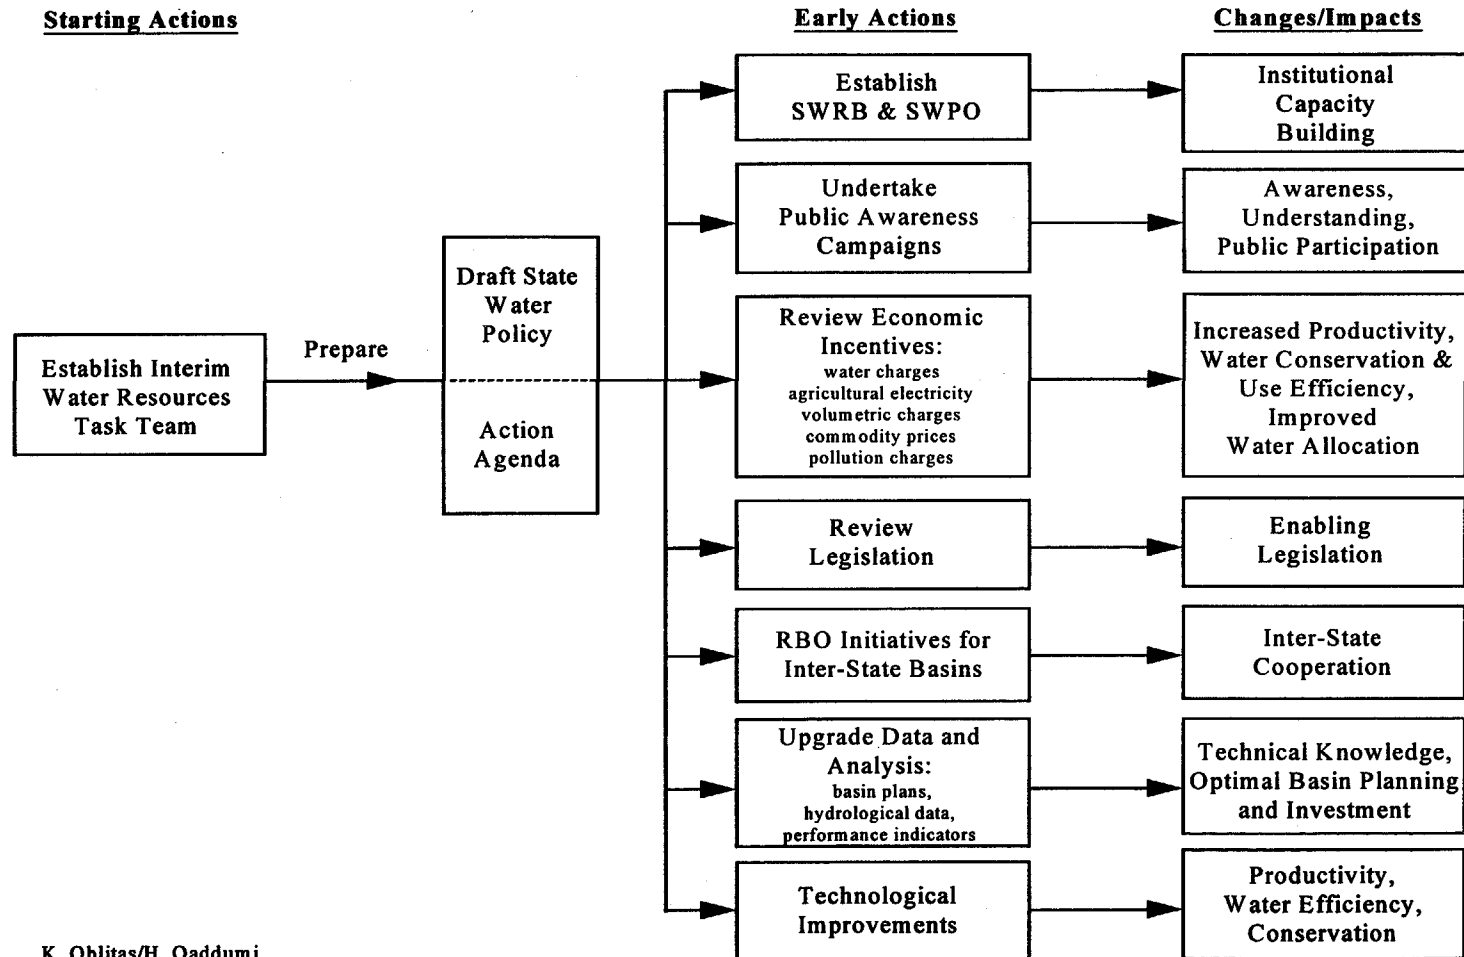 Starting Actions
Early Actions
Changes/Impacts
Establish Interim
Water Resources
Task Team
Prepare
Draft State
Water
Policy
Action
Agenda
Establish
SWRB & SWPO
Institutional
Capacity
Building
Undertake
Public Awareness
Campaigns
Awareness,
Understanding,
Public Participation
Review Economic
Incentives:
water charges
agricultural electricity
volumetric charges
commodity prices
pollution charges
Increased Productivity,
Water Conservation &
Use Efficiency,
Improved
Water Allocation
Review
Legislation
Enabling
Legislation
RBO Initiatives for
Inter-State Basins
Inter-State
Cooperation
Upgrade Data and
Analysis:
basin plans,
hydrological data,
performance indicators
Technical Knowledge,
Optimal Basin Planning
and Investment
Technological
Improvements
Productivity,
Water Efficiency,
Conservation
K. Oblitas/H. Qaddumi